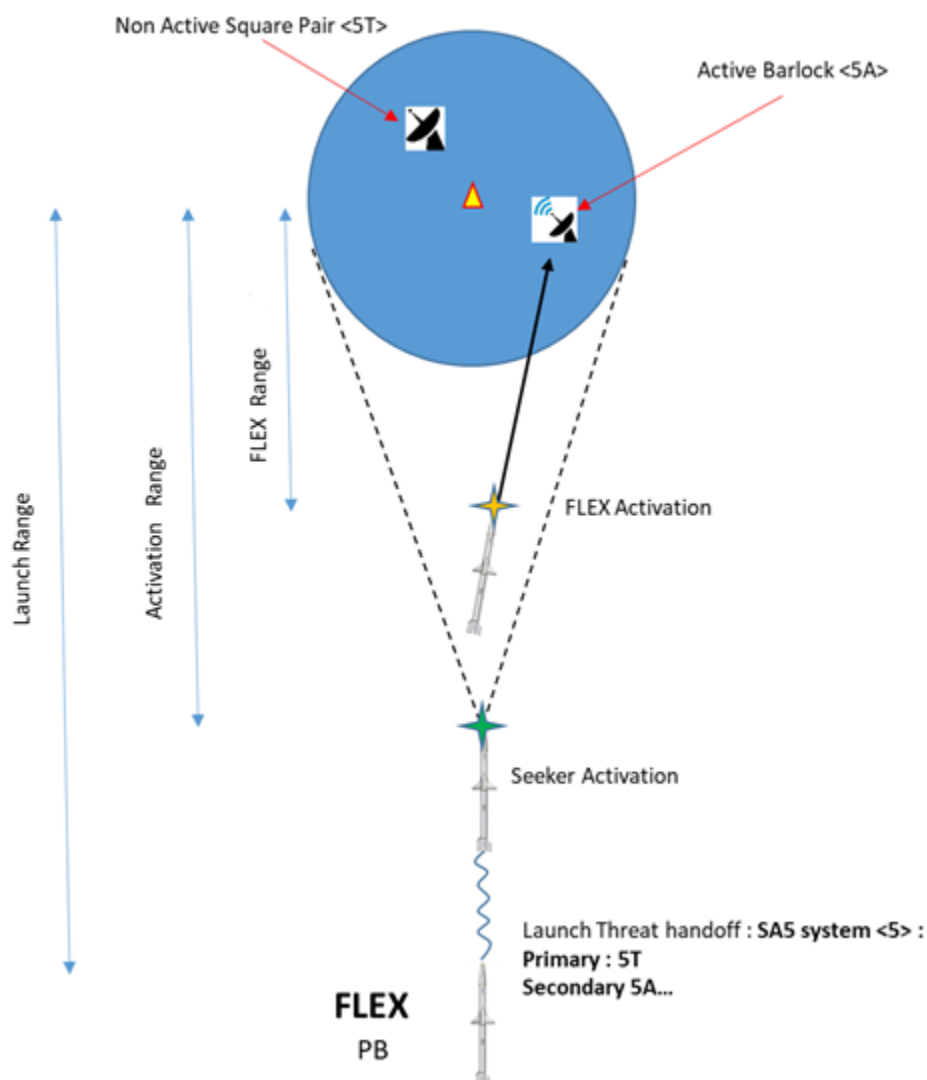 Non Active Square Pair <5T>
Active Barlock <5A>
FLEX Range
Activation Range
Launch Range
FLEX Activation
Seeker Activation
Launch Threat handoff : SA5 system <5> :
Primary : 5T
Secondary 5A...
FLEX
PB